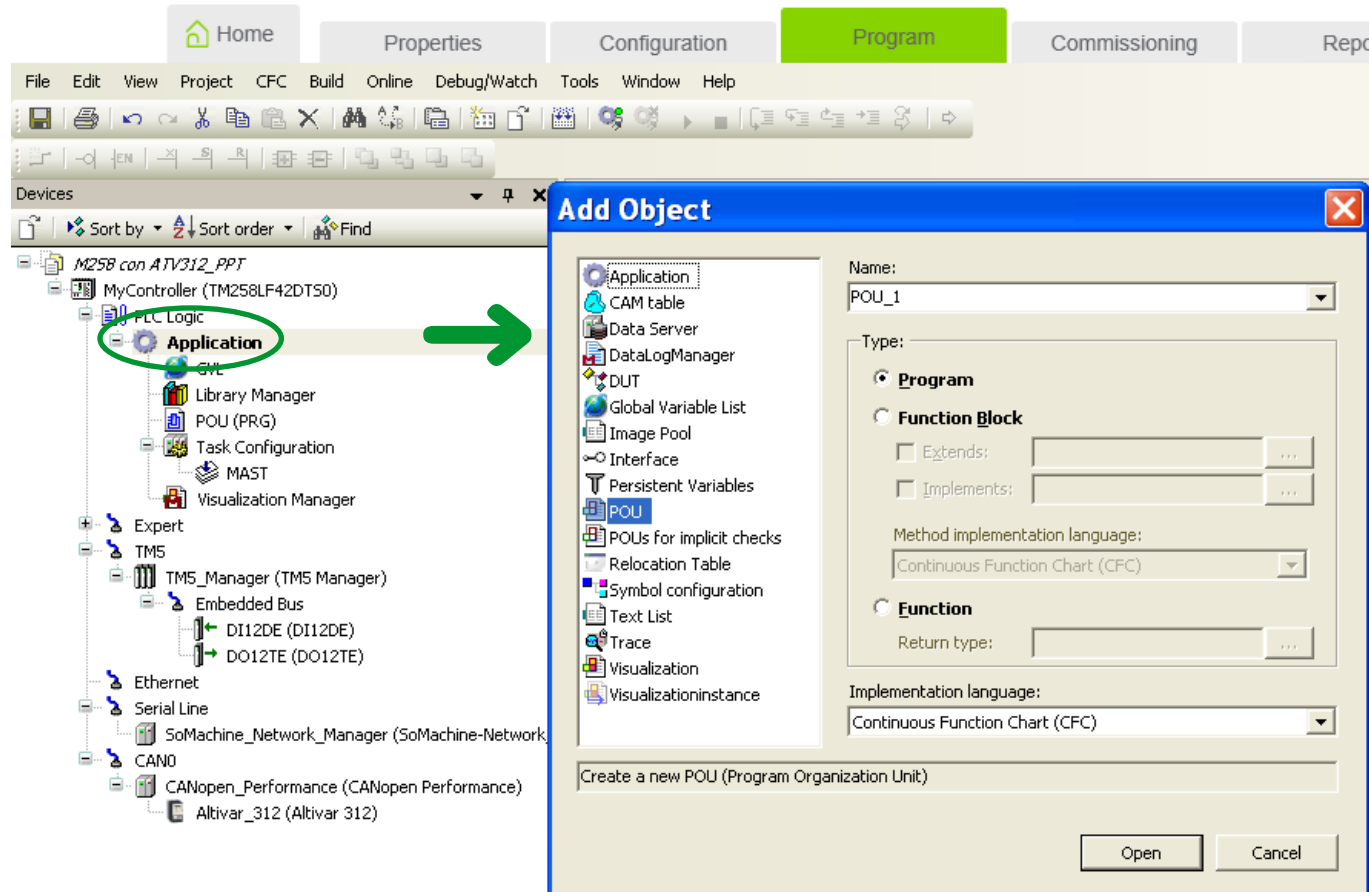 Home
Properties
Configuration
Program
Commissioning
Repo
File Edit View Project CFC Build Online Debug/Watch Tools Window Help
Devices
Sort by Sort order Find
M258 con ATV312_PPT
MyController (TM258LF42DT50)
PLC Logic
Application
GVL
Library Manager
POU (PRG)
Task Configuration
MAST
Visualization Manager
Expert
TM5
TM5_Manager (TM5 Manager)
Embedded Bus
DI12DE (DI12DE)
DO12TE (DO12TE)
Ethernet
Serial Line
SoMachine_Network_Manager (SoMachine-Network_
CAN0
CANopen_Performance (CANopen Performance)
Altivar_312 (Altivar 312)
Add Object
Application
CAM table
Data Server
DataLogManager
DUT
Global Variable List
Image Pool
Interface
Persistent Variables
POU
POUs for implicit checks
Relocation Table
Symbol configuration
Text List
Trace
Visualization
Visualizationinstance
Name:
POU_1
Type:
Program
Function Block
Extends:
...
Implements:
...
Method implementation language:
Continuous Function Chart (CFC)
Function
Return type:
...
Implementation language:
Continuous Function Chart (CFC)
Create a new POU (Program Organization Unit)
Open
Cancel